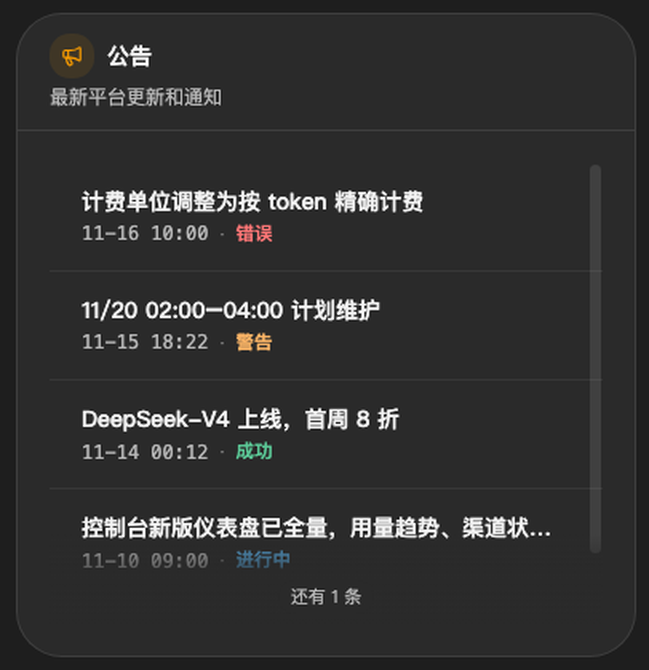 公告
最新平台更新和通知
计费单位调整为按 token 精确计费
11-16 10:00 · 错误
11/20 02:00—04:00 计划维护
11-15 18:22 · 警告
DeepSeek-V4 上线，首周 8 折
11-14 00:12 · 成功
控制台新版仪表盘已全量，用量趋势、渠道状...
11-10 09:00 · 进行中
还有 1 条